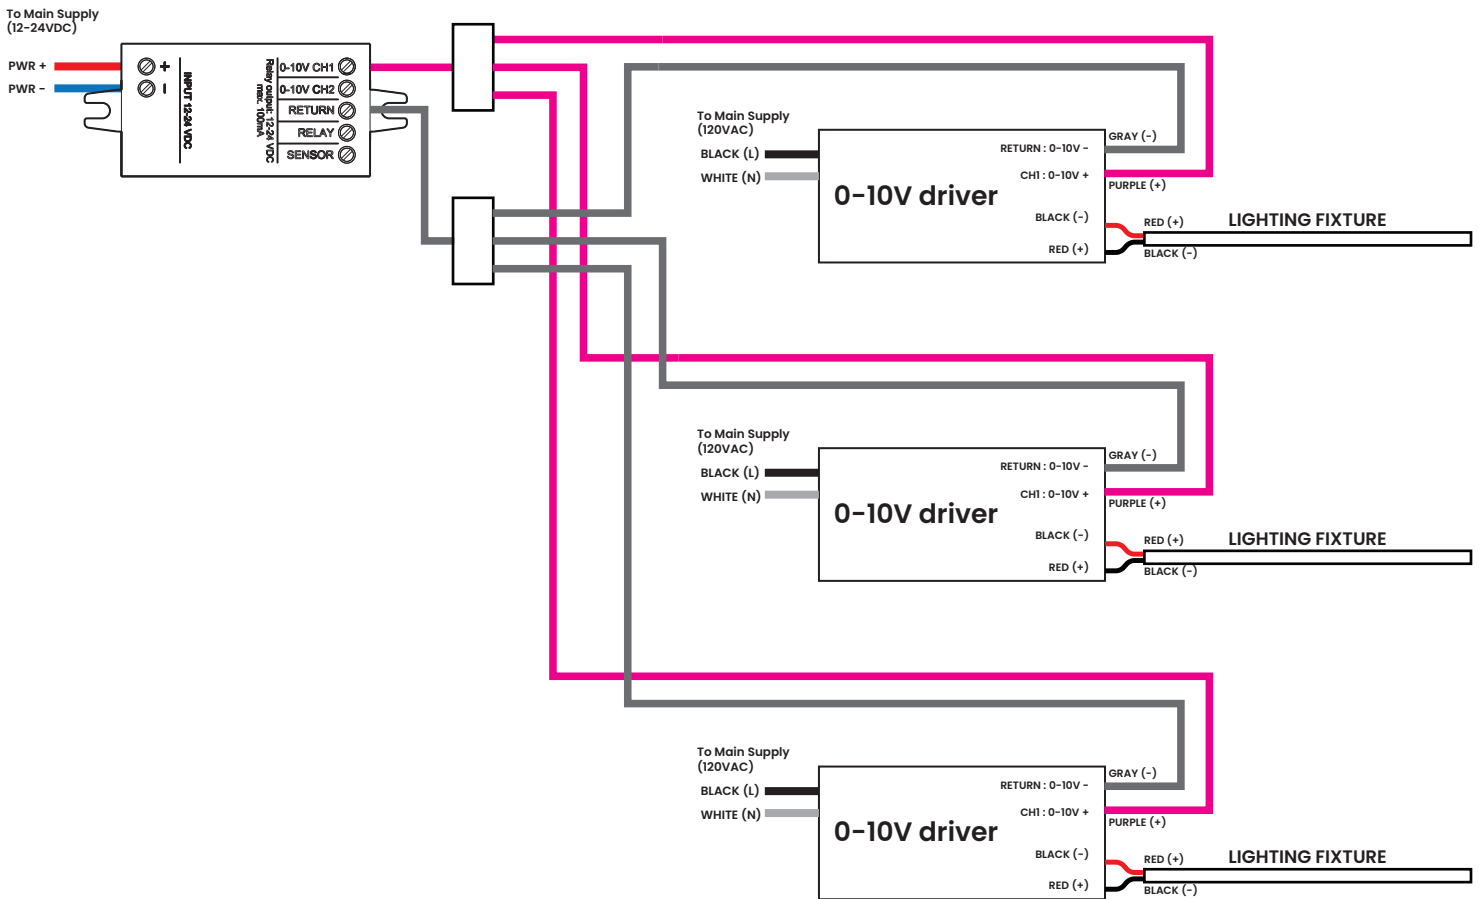 To Main Supply
(12-24VDC)
PWR +
PWR -
+
-
INPUT 12-24 VDC
Relay output: 12-24 VDC
max. 100mA
0-10V CH1
0-10V CH2
RETURN
RELAY
SENSOR
To Main Supply
(120VAC)
BLACK (L)
WHITE (N)
0-10V driver
RETURN : 0-10V -
CH1 : 0-10V +
BLACK (-)
RED (+)
GRAY (-)
PURPLE (+)
RED (+)
BLACK (-)
LIGHTING FIXTURE
To Main Supply
(120VAC)
BLACK (L)
WHITE (N)
0-10V driver
RETURN : 0-10V -
CH1 : 0-10V +
BLACK (-)
RED (+)
GRAY (-)
PURPLE (+)
RED (+)
BLACK (-)
LIGHTING FIXTURE
To Main Supply
(120VAC)
BLACK (L)
WHITE (N)
0-10V driver
RETURN : 0-10V -
CH1 : 0-10V +
BLACK (-)
RED (+)
GRAY (-)
PURPLE (+)
RED (+)
BLACK (-)
LIGHTING FIXTURE